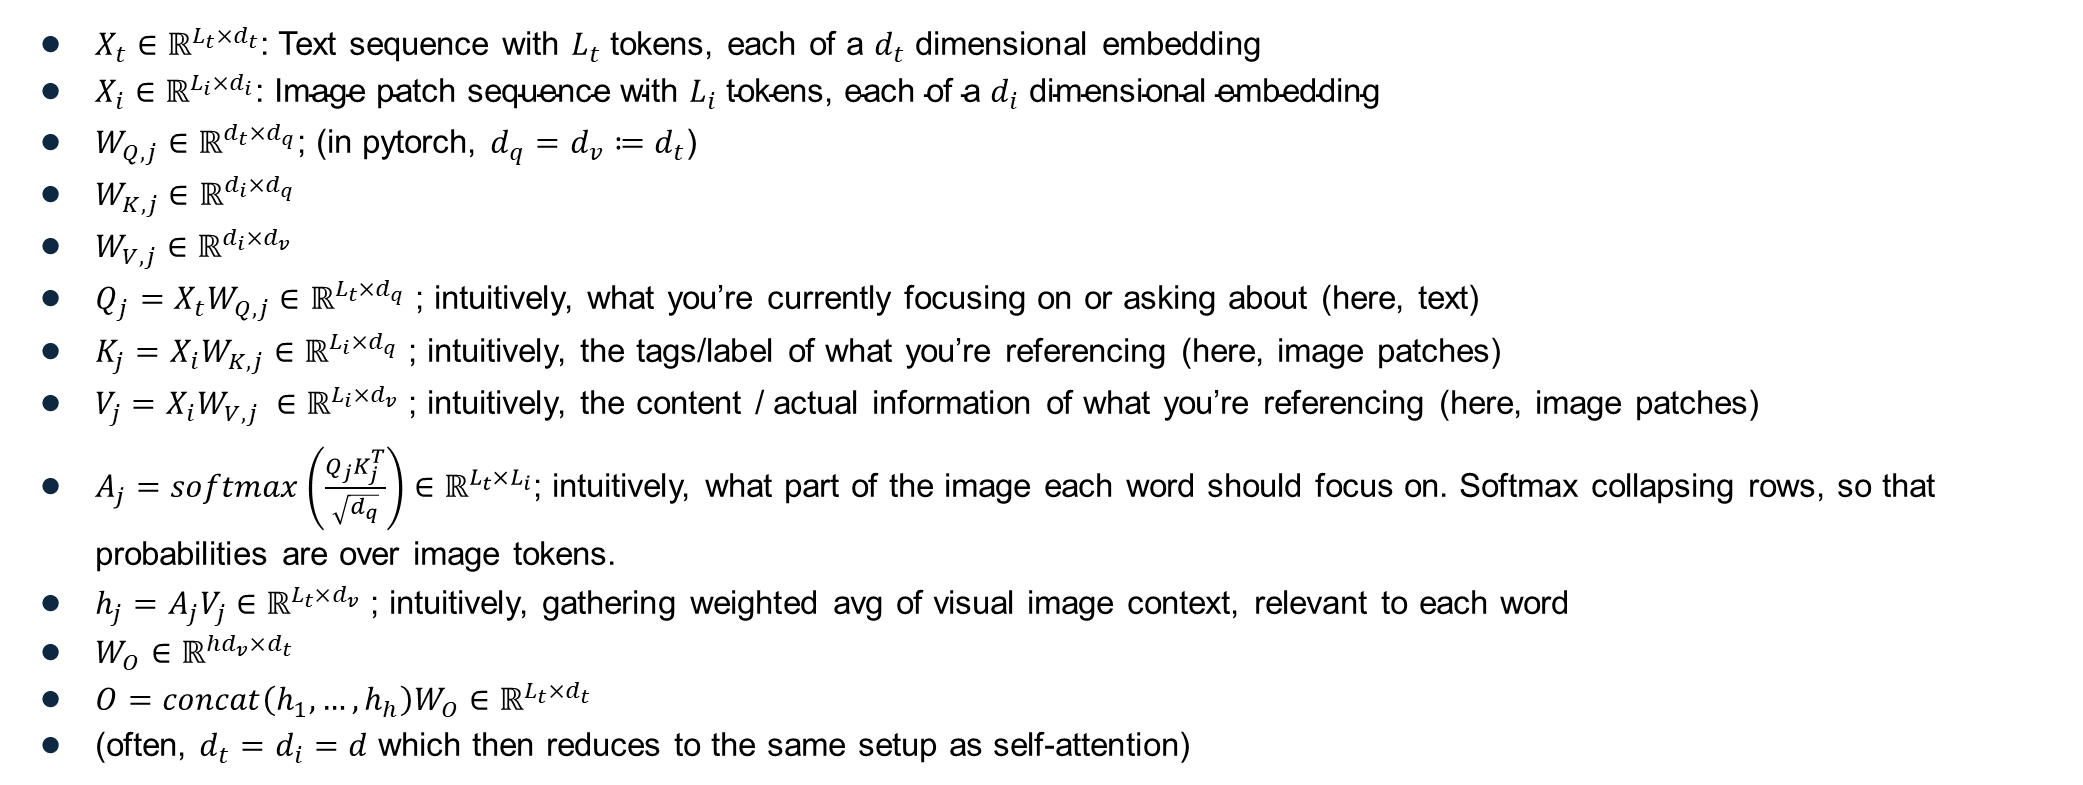 ● X_t ∈ ℝ^{L_t×d_t}: Text sequence with L_t tokens, each of a d_t dimensional embedding
● X_i ∈ ℝ^{L_i×d_i}: Image patch sequence with L_i tokens, each of a d_i dimensional embedding
● W_{Q,j} ∈ ℝ^{d_t×d_q}; (in pytorch, d_q = d_v ≔ d_t)
● W_{K,j} ∈ ℝ^{d_i×d_q}
● W_{V,j} ∈ ℝ^{d_i×d_v}
● Q_j = X_t W_{Q,j} ∈ ℝ^{L_t×d_q} ; intuitively, what you’re currently focusing on or asking about (here, text)
● K_j = X_i W_{K,j} ∈ ℝ^{L_i×d_q} ; intuitively, the tags/label of what you’re referencing (here, image patches)
● V_j = X_i W_{V,j} ∈ ℝ^{L_i×d_v} ; intuitively, the content / actual information of what you’re referencing (here, image patches)
● A_j = softmax(Q_j K_j^T / √d_q) ∈ ℝ^{L_t×L_i}; intuitively, what part of the image each word should focus on. Softmax collapsing rows, so that
probabilities are over image tokens.
● h_j = A_j V_j ∈ ℝ^{L_t×d_v} ; intuitively, gathering weighted avg of visual image context, relevant to each word
● W_O ∈ ℝ^{hd_v×d_t}
● O = concat(h_1, … , h_h)W_O ∈ ℝ^{L_t×d_t}
● (often, d_t = d_i = d which then reduces to the same setup as self-attention)